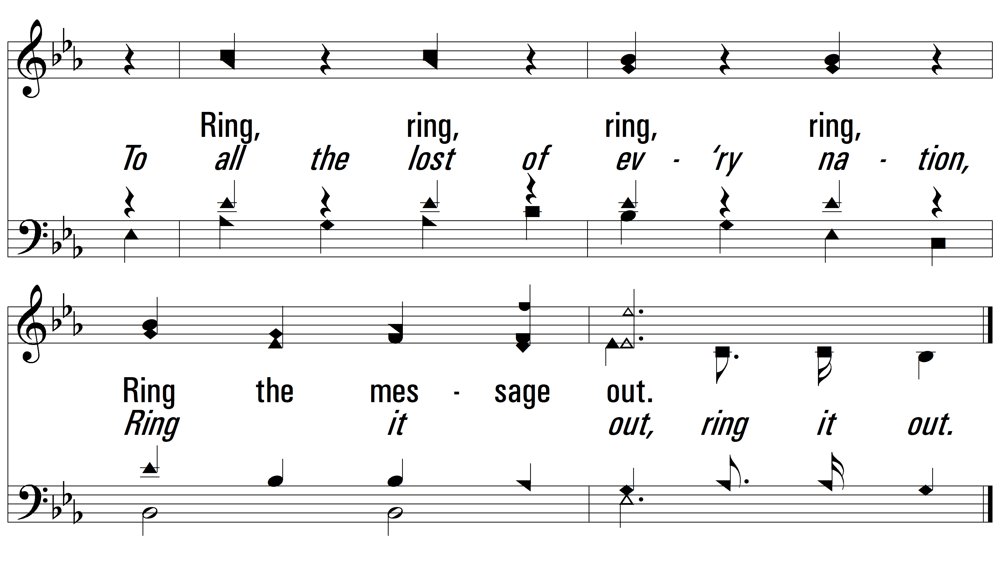 Ring, ring, ring, ring,
To all the lost of ev - ‘ry na - tion,
Ring the mes - sage out.
Ring it out, ring it out.